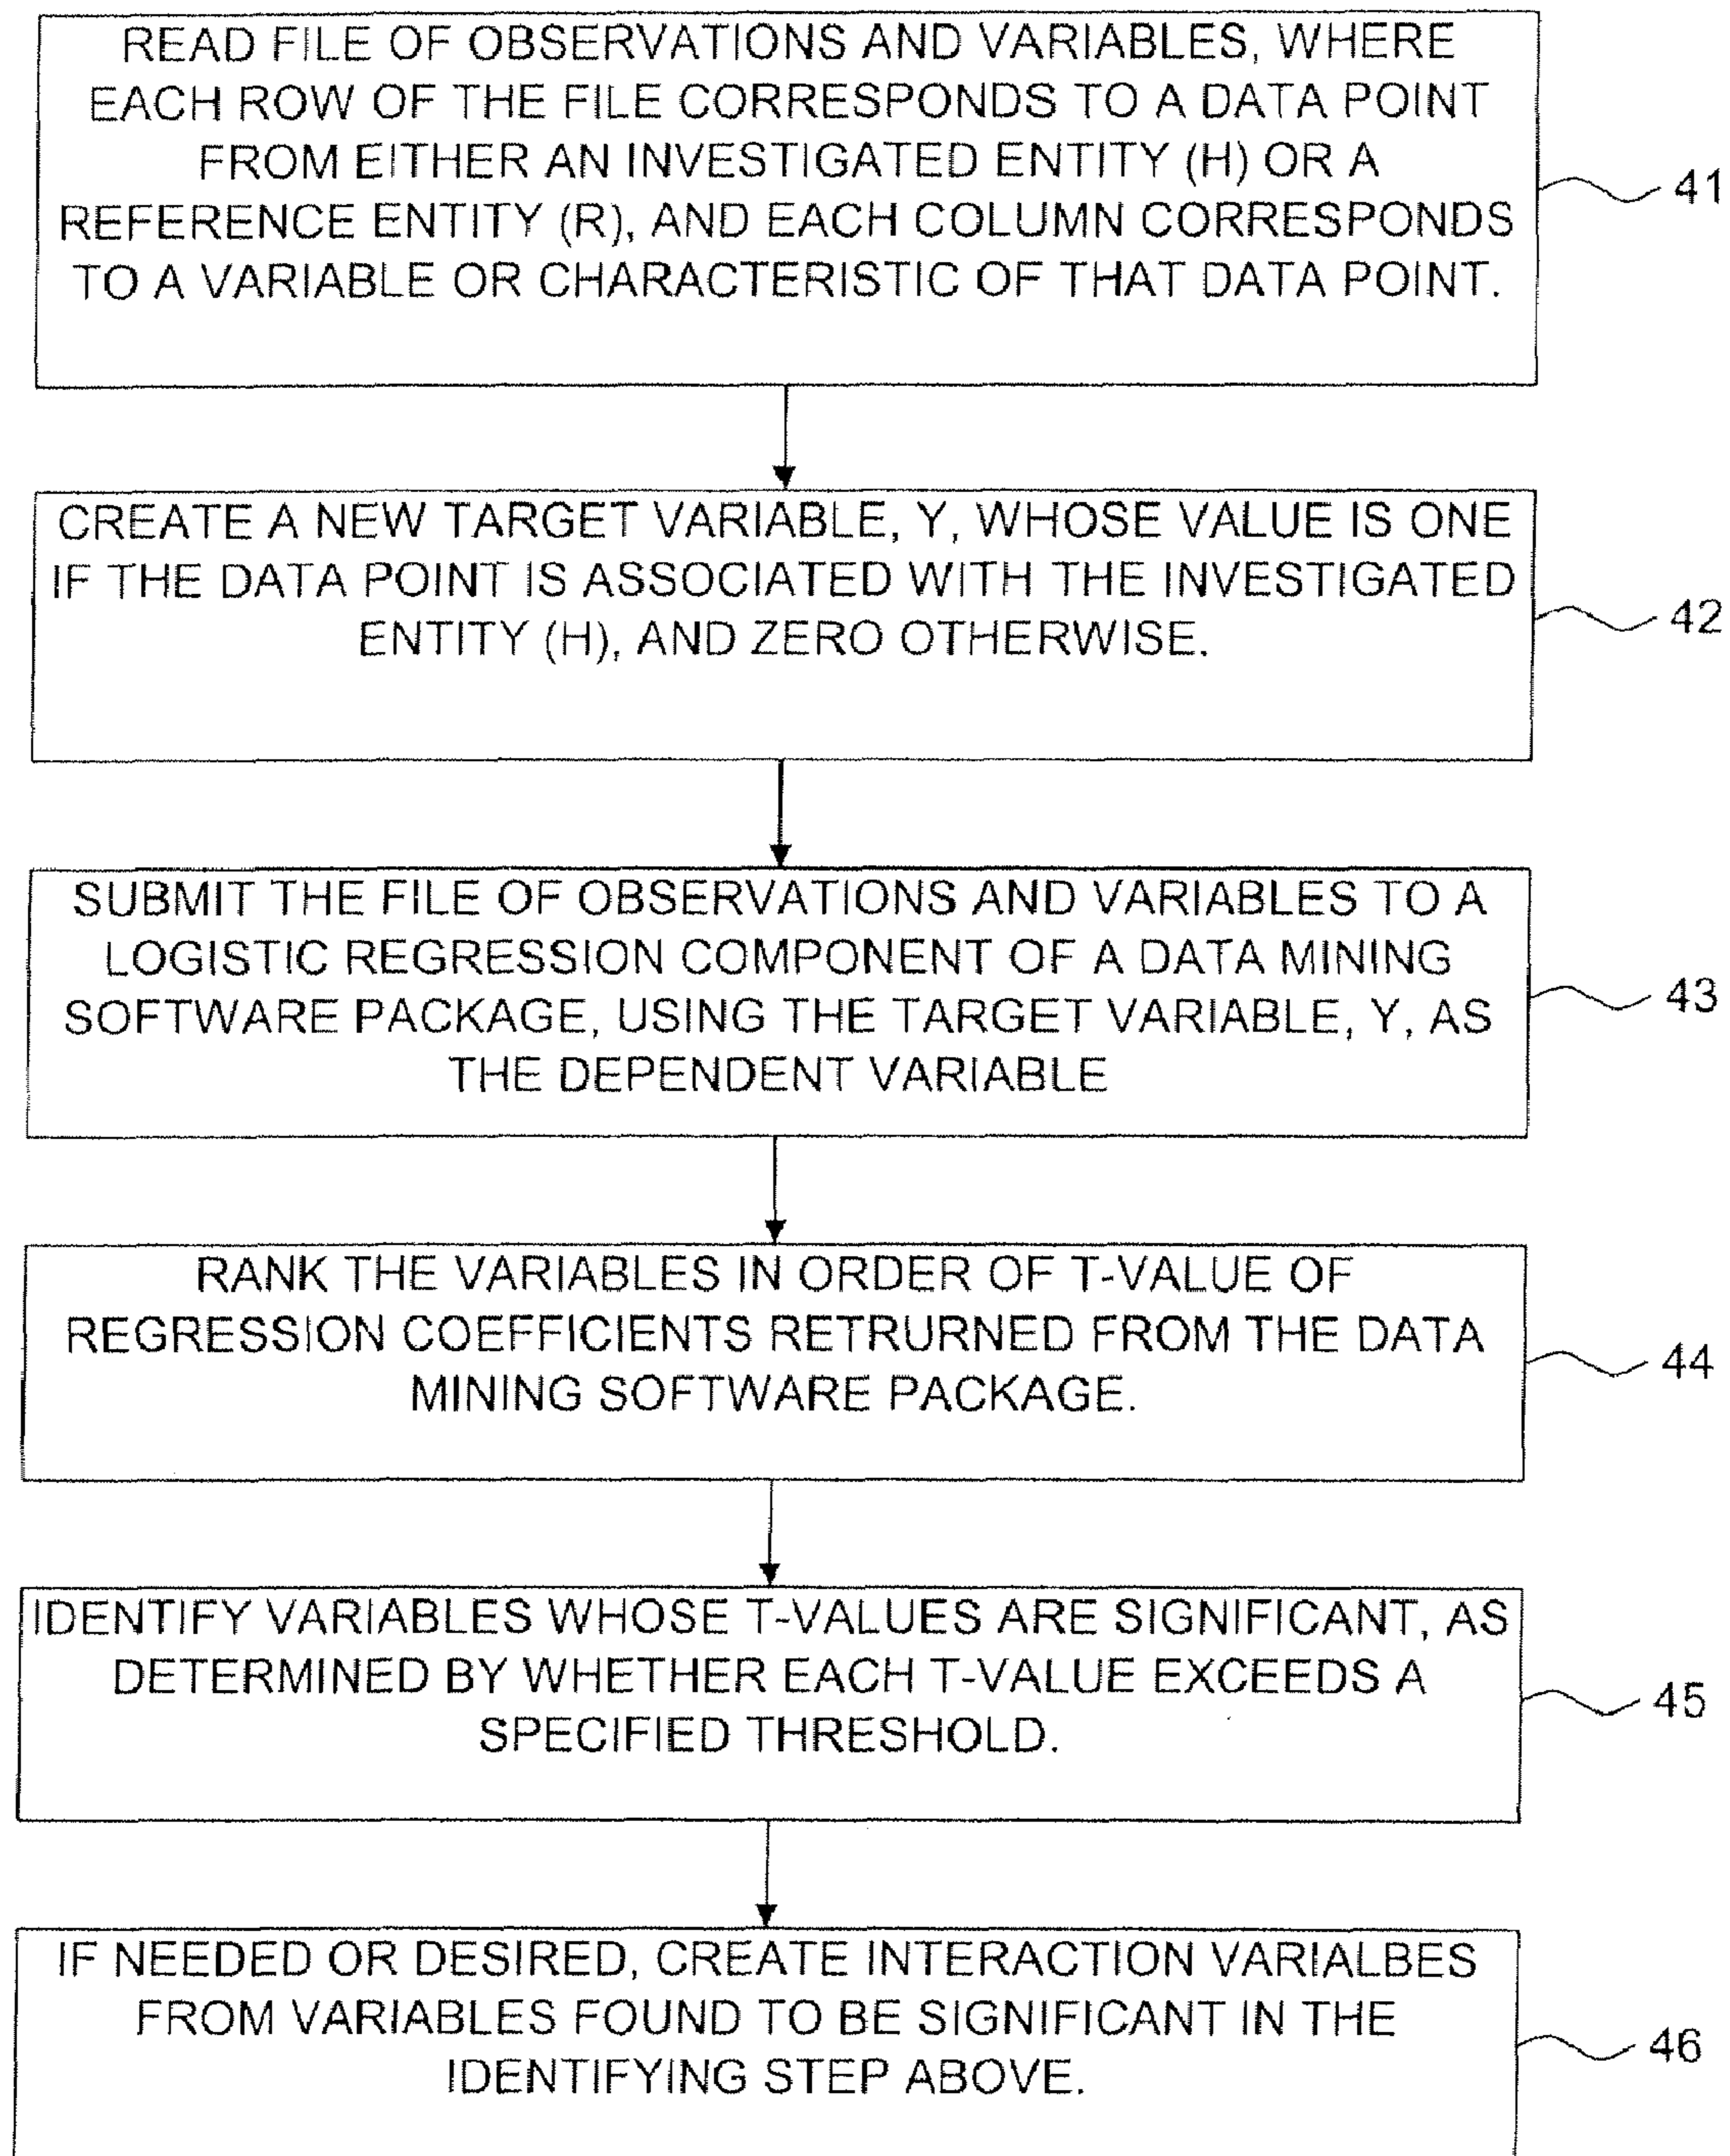 READ FILE OF OBSERVATIONS AND VARIABLES, WHERE
EACH ROW OF THE FILE CORRESPONDS TO A DATA POINT
FROM EITHER AN INVESTIGATED ENTITY (H) OR A
REFERENCE ENTITY (R), AND EACH COLUMN CORRESPONDS
TO A VARIABLE OR CHARACTERISTIC OF THAT DATA POINT.
41
CREATE A NEW TARGET VARIABLE, Y, WHOSE VALUE IS ONE
IF THE DATA POINT IS ASSOCIATED WITH THE INVESTIGATED
ENTITY (H), AND ZERO OTHERWISE.
42
SUBMIT THE FILE OF OBSERVATIONS AND VARIABLES TO A
LOGISTIC REGRESSION COMPONENT OF A DATA MINING
SOFTWARE PACKAGE, USING THE TARGET VARIABLE, Y, AS
THE DEPENDENT VARIABLE
43
RANK THE VARIABLES IN ORDER OF T-VALUE OF
REGRESSION COEFFICIENTS RETRURNED FROM THE DATA
MINING SOFTWARE PACKAGE.
44
IDENTIFY VARIABLES WHOSE T-VALUES ARE SIGNIFICANT, AS
DETERMINED BY WHETHER EACH T-VALUE EXCEEDS A
SPECIFIED THRESHOLD.
45
IF NEEDED OR DESIRED, CREATE INTERACTION VARIALBES
FROM VARIABLES FOUND TO BE SIGNIFICANT IN THE
IDENTIFYING STEP ABOVE.
46